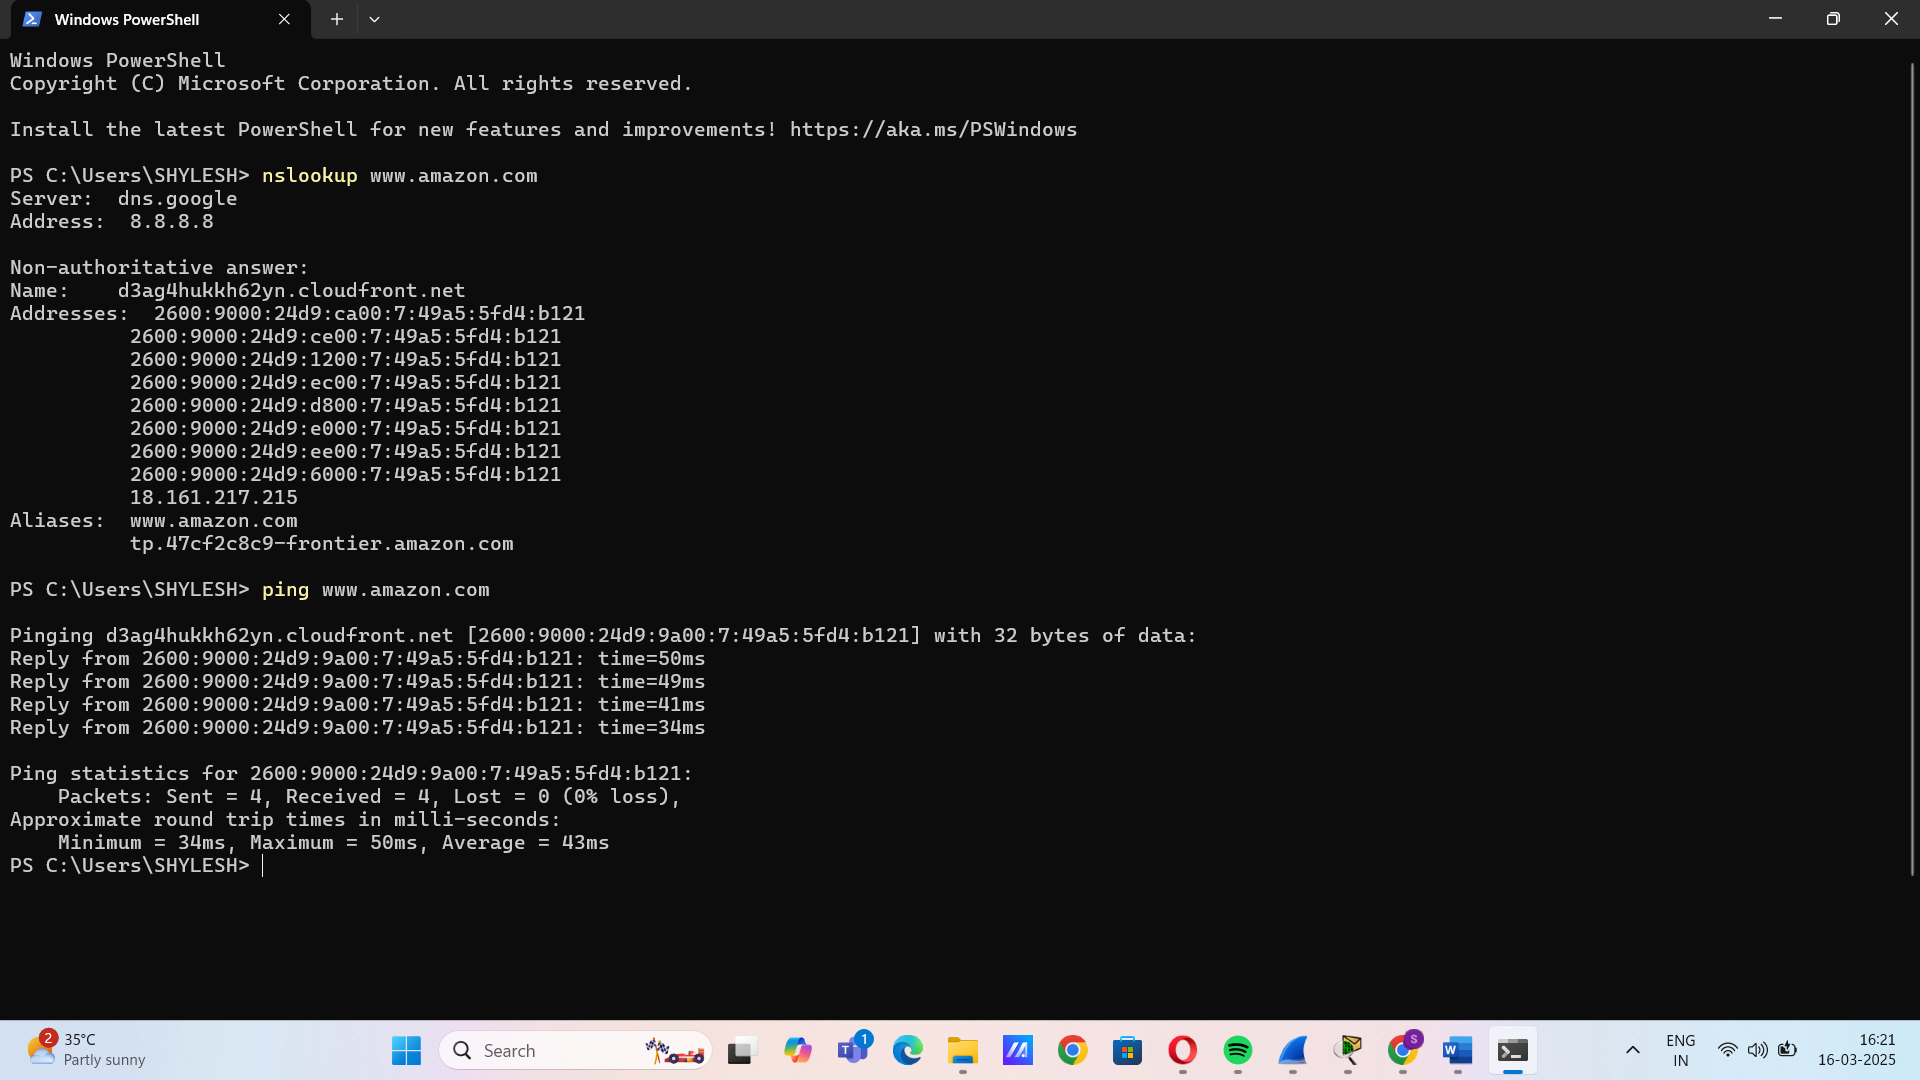 Windows PowerShell
Windows PowerShell
Copyright (C) Microsoft Corporation. All rights reserved.
Install the latest PowerShell for new features and improvements! https://aka.ms/PSWindows
PS C:\Users\SHYLESH> nslookup www.amazon.com
Server:  dns.google
Address:  8.8.8.8
Non-authoritative answer:
Name:    d3ag4hukkh62yn.cloudfront.net
Addresses:  2600:9000:24d9:ca00:7:49a5:5fd4:b121
2600:9000:24d9:ce00:7:49a5:5fd4:b121
2600:9000:24d9:1200:7:49a5:5fd4:b121
2600:9000:24d9:ec00:7:49a5:5fd4:b121
2600:9000:24d9:d800:7:49a5:5fd4:b121
2600:9000:24d9:e000:7:49a5:5fd4:b121
2600:9000:24d9:ee00:7:49a5:5fd4:b121
2600:9000:24d9:6000:7:49a5:5fd4:b121
18.161.217.215
Aliases:  www.amazon.com
tp.47cf2c8c9-frontier.amazon.com
PS C:\Users\SHYLESH> ping www.amazon.com
Pinging d3ag4hukkh62yn.cloudfront.net [2600:9000:24d9:9a00:7:49a5:5fd4:b121] with 32 bytes of data:
Reply from 2600:9000:24d9:9a00:7:49a5:5fd4:b121: time=50ms
Reply from 2600:9000:24d9:9a00:7:49a5:5fd4:b121: time=49ms
Reply from 2600:9000:24d9:9a00:7:49a5:5fd4:b121: time=41ms
Reply from 2600:9000:24d9:9a00:7:49a5:5fd4:b121: time=34ms
Ping statistics for 2600:9000:24d9:9a00:7:49a5:5fd4:b121:
Packets: Sent = 4, Received = 4, Lost = 0 (0% loss),
Approximate round trip times in milli-seconds:
Minimum = 34ms, Maximum = 50ms, Average = 43ms
PS C:\Users\SHYLESH>
2
35°C
Partly sunny
Search
T
1
S
W
ENG
IN
16:21
16-03-2025